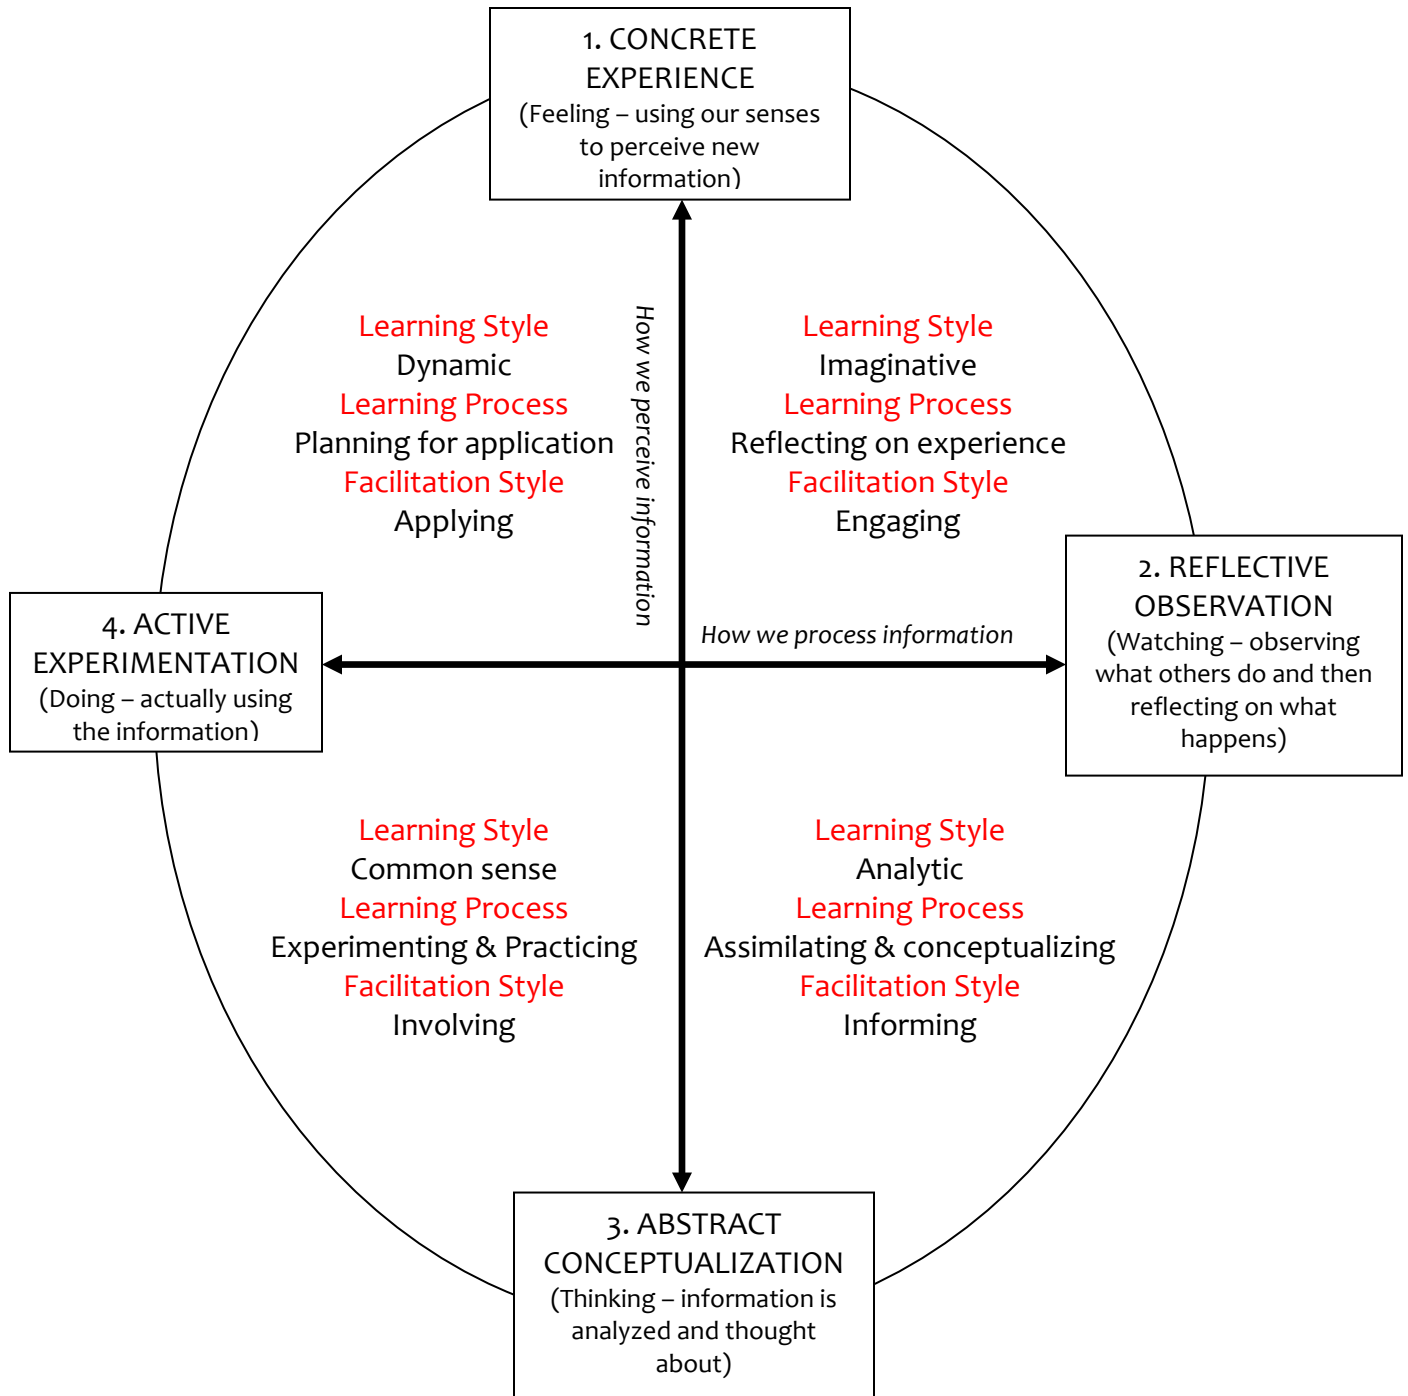 1. CONCRETE
EXPERIENCE
(Feeling – using our senses
to perceive new
information)
Learning Style
Dynamic
Learning Process
Planning for application
Facilitation Style
Applying
How we perceive information
Learning Style
Imaginative
Learning Process
Reflecting on experience
Facilitation Style
Engaging
4. ACTIVE
EXPERIMENTATION
(Doing – actually using
the information)
How we process information
2. REFLECTIVE
OBSERVATION
(Watching – observing
what others do and then
reflecting on what
happens)
Learning Style
Common sense
Learning Process
Experimenting & Practicing
Facilitation Style
Involving
Learning Style
Analytic
Learning Process
Assimilating & conceptualizing
Facilitation Style
Informing
3. ABSTRACT
CONCEPTUALIZATION
(Thinking – information is
analyzed and thought
about)